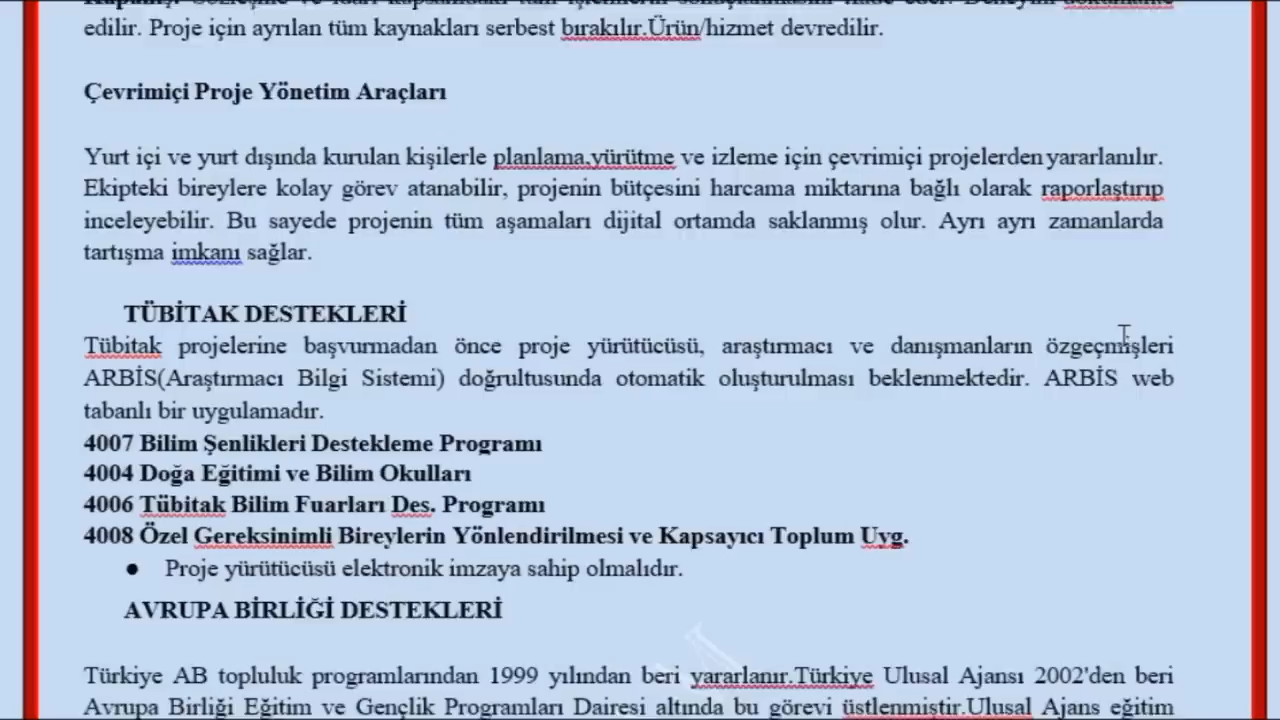 edilir. Proje için ayrılan tüm kaynakları serbest bırakılır.Ürün/hizmet devredilir.
Çevrimiçi Proje Yönetim Araçları
Yurt içi ve yurt dışında kurulan kişilerle planlama,yürütme ve izleme için çevrimiçi projelerden yararlanılır.
Ekipteki bireylere kolay görev atanabilir, projenin bütçesini harcama miktarına bağlı olarak raporlaştırıp
inceleyebilir. Bu sayede projenin tüm aşamaları dijital ortamda saklanmış olur. Ayrı ayrı zamanlarda
tartışma imkanı sağlar.
TÜBİTAK DESTEKLERİ
Tübitak projelerine başvurmadan önce proje yürütücüsü, araştırmacı ve danışmanların özgeçmişleri
ARBİS(Araştırmacı Bilgi Sistemi) doğrultusunda otomatik oluşturulması beklenmektedir. ARBİS web
tabanlı bir uygulamadır.
4007 Bilim Şenlikleri Destekleme Programı
4004 Doğa Eğitimi ve Bilim Okulları
4006 Tübitak Bilim Fuarları Des. Programı
4008 Özel Gereksinimli Bireylerin Yönlendirilmesi ve Kapsayıcı Toplum Uyg.
● Proje yürütücüsü elektronik imzaya sahip olmalıdır.
AVRUPA BİRLİĞİ DESTEKLERİ
Türkiye AB topluluk programlarından 1999 yılından beri yararlanır.Türkiye Ulusal Ajansı 2002'den beri
Avrupa Birliği Eğitim ve Gençlik Programları Dairesi altında bu görevi üstlenmiştir.Ulusal Ajans eğitim